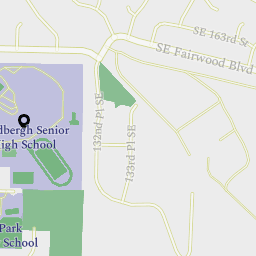 SE 163rd St
SE Fairwood Blvd
132nd Pl SE
133rd Pl SE
dbergh Senior
igh School
Park
School